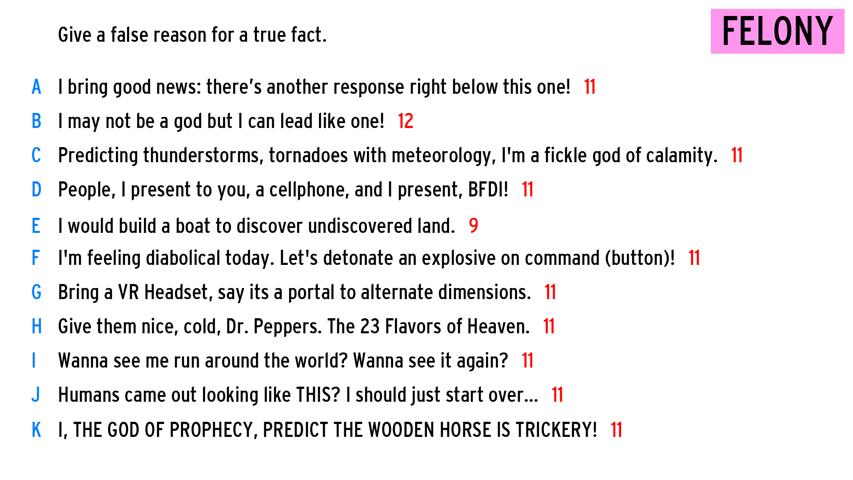 Give a false reason for a true fact.
FELONY
A I bring good news: there's another response right below this one! 11
B I may not be a god but I can lead like one! 12
C Predicting thunderstorms, tornadoes with meteorology, I'm a fickle god of calamity. 11
D People, I present to you, a cellphone, and I present, BFDI! 11
E I would build a boat to discover undiscovered land. 9
F I'm feeling diabolical today. Let's detonate an explosive on command (button)! 11
G Bring a VR Headset, say its a portal to alternate dimensions. 11
H Give them nice, cold, Dr. Peppers. The 23 Flavors of Heaven. 11
I Wanna see me run around the world? Wanna see it again? 11
J Humans came out looking like THIS? I should just start over... 11
K I, THE GOD OF PROPHECY, PREDICT THE WOODEN HORSE IS TRICKERY! 11